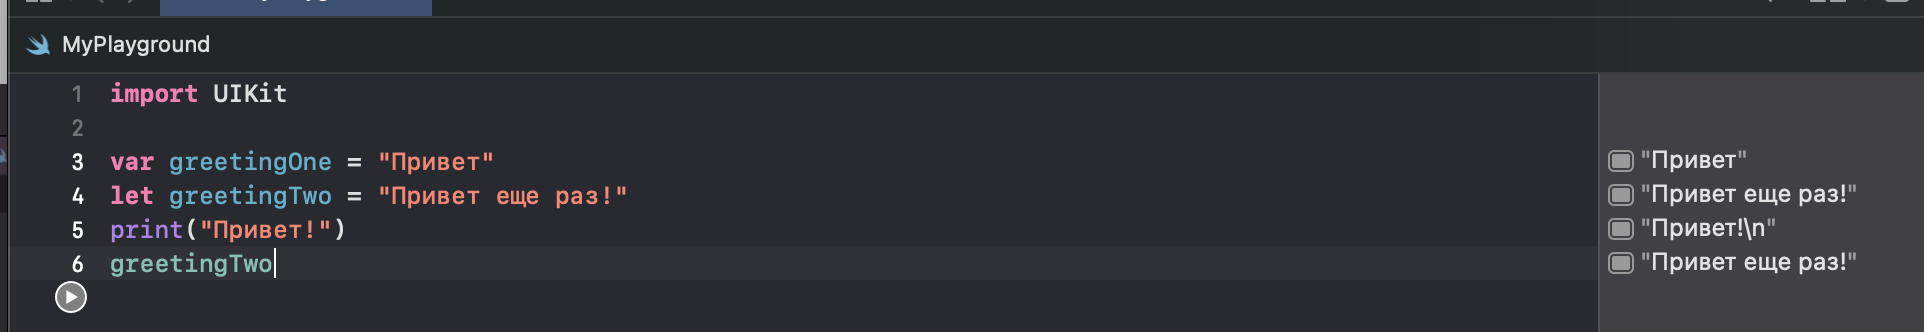 MyPlayground
1 import UIKit
2
3 var greetingOne = "Привет" "Привет"
4 let greetingTwo = "Привет еще раз!" "Привет еще раз!"
5 print("Привет!") "Привет!\n"
6 greetingTwo "Привет еще раз!"